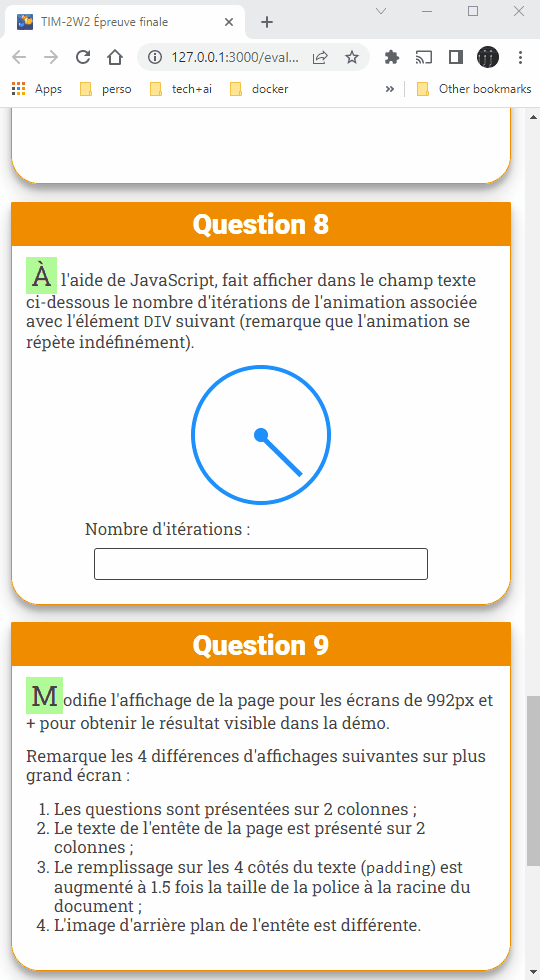 TIM-2W2 Épreuve finale
127.0.0.1:3000/eval...
Apps perso tech+ai docker » Other bookmarks
Question 8
À l'aide de JavaScript, fait afficher dans le champ texte
ci-dessous le nombre d'itérations de l'animation associée
avec l'élément DIV suivant (remarque que l'animation se
répète indéfinément).
Nombre d'itérations :
Question 9
Modifie l'affichage de la page pour les écrans de 992px et
+ pour obtenir le résultat visible dans la démo.
Remarque les 4 différences d'affichages suivantes sur plus
grand écran :
1. Les questions sont présentées sur 2 colonnes ;
2. Le texte de l'entête de la page est présenté sur 2
colonnes ;
3. Le remplissage sur les 4 côtés du texte (padding) est
augmenté à 1.5 fois la taille de la police à la racine du
document ;
4. L'image d'arrière plan de l'entête est différente.